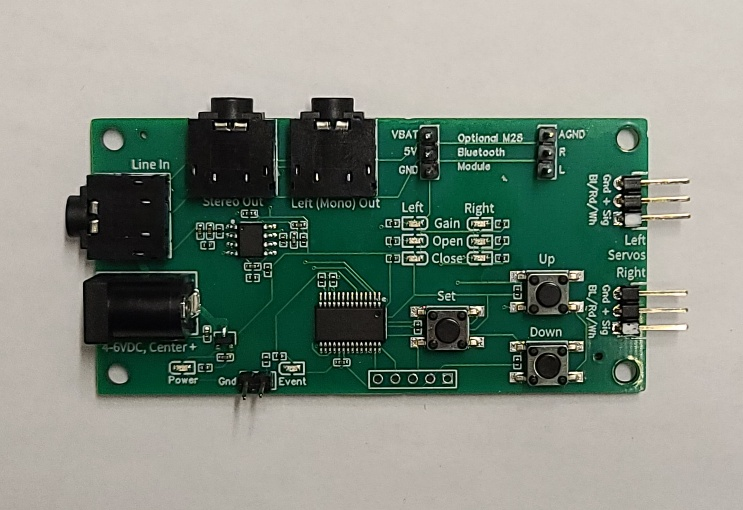 Line In
Stereo Out
Left (Mono) Out
VBAT
5V
GND
Optional M28
Bluetooth
Module
AGND
R
L
Gnd + Sig
Bl/Rd/Wh
Left
Servos
Right
Gnd + Sig
Bl/Rd/Wh
Left Right
Gain
Open
Close
Up
Set
Down
4-6VDC, Center +
Power
Gnd
Event